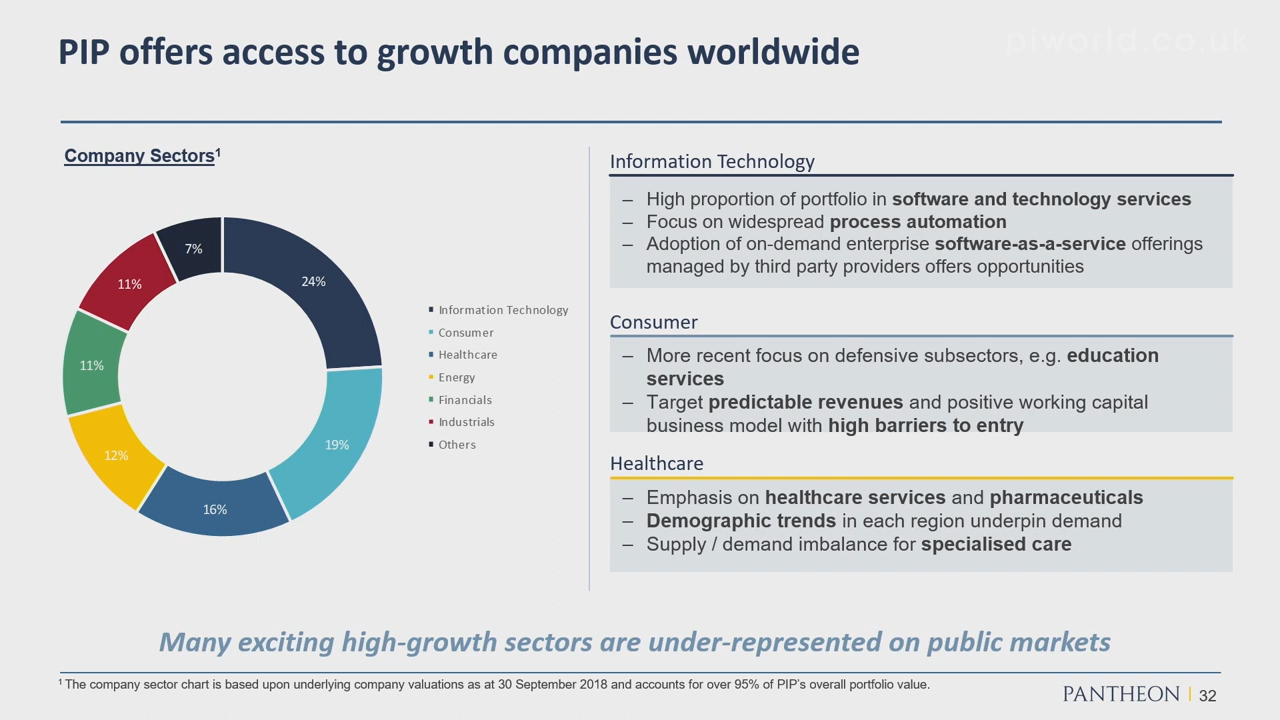 piworld.co.uk
PIP offers access to growth companies worldwide
Company Sectors¹
7%
24%
11%
11%
12%
19%
16%
Information Technology
Consumer
Healthcare
Energy
Financials
Industrials
Others
Information Technology
– High proportion of portfolio in software and technology services
– Focus on widespread process automation
– Adoption of on-demand enterprise software-as-a-service offerings
managed by third party providers offers opportunities
Consumer
– More recent focus on defensive subsectors, e.g. education
services
– Target predictable revenues and positive working capital
business model with high barriers to entry
Healthcare
– Emphasis on healthcare services and pharmaceuticals
– Demographic trends in each region underpin demand
– Supply / demand imbalance for specialised care
Many exciting high-growth sectors are under-represented on public markets
¹ The company sector chart is based upon underlying company valuations as at 30 September 2018 and accounts for over 95% of PIP's overall portfolio value.
PANTHEON | 32